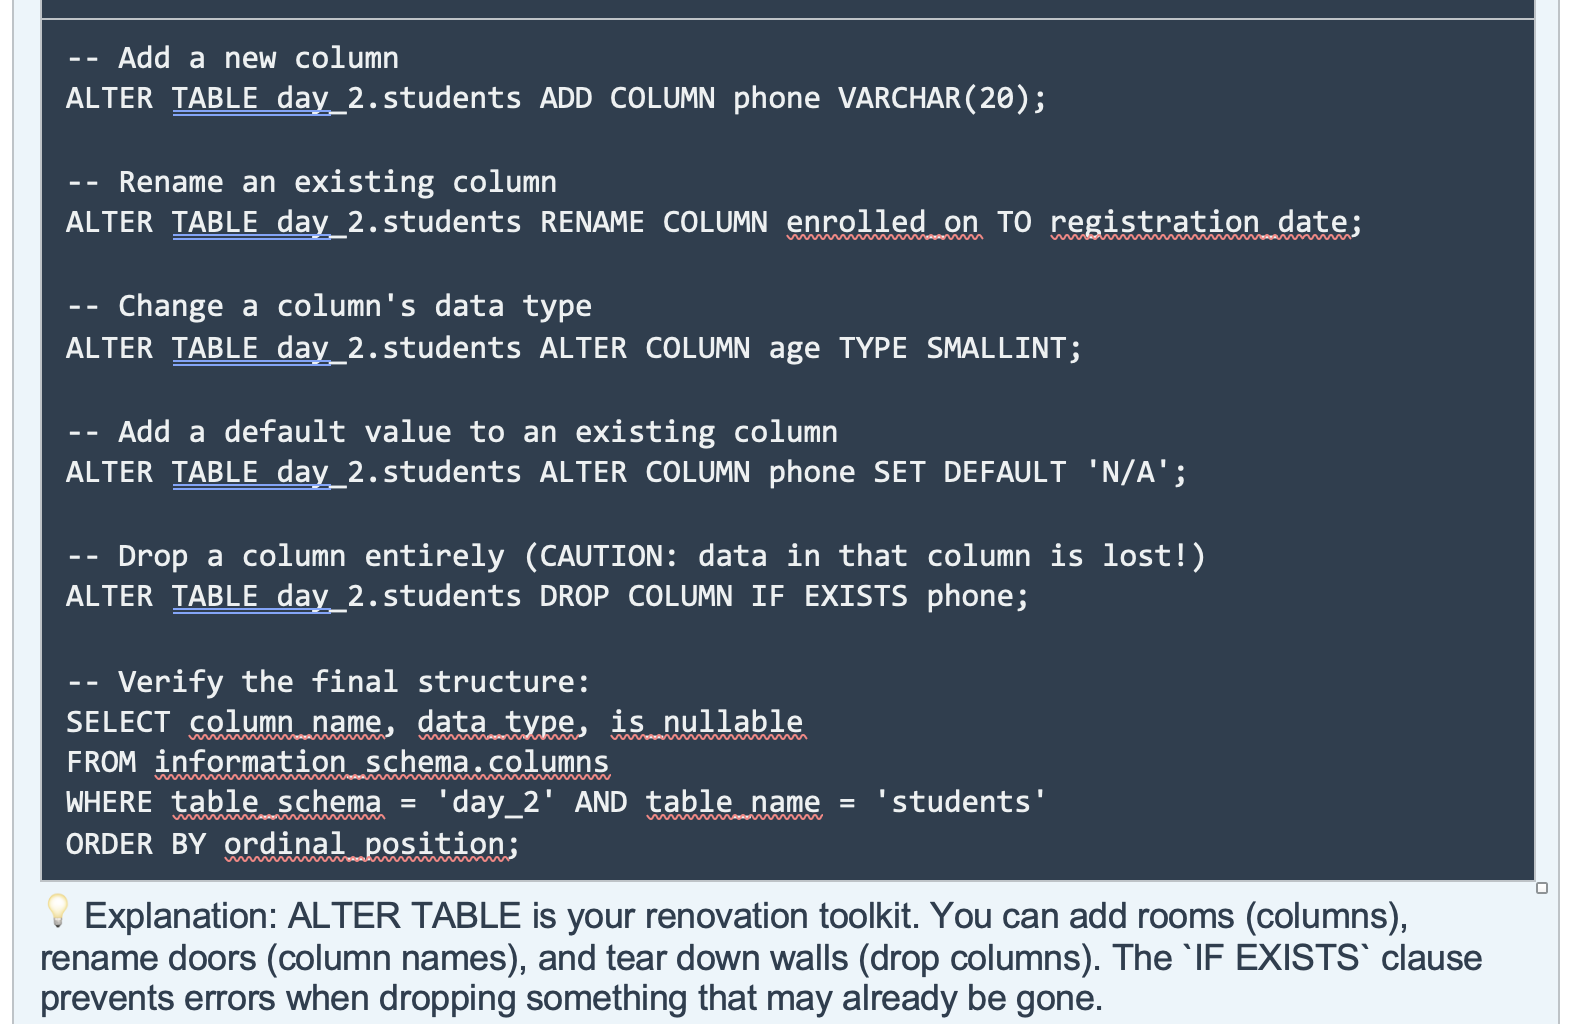 -- Add a new column
ALTER TABLE day_2.students ADD COLUMN phone VARCHAR(20);
-- Rename an existing column
ALTER TABLE day_2.students RENAME COLUMN enrolled_on TO registration_date;
-- Change a column's data type
ALTER TABLE day_2.students ALTER COLUMN age TYPE SMALLINT;
-- Add a default value to an existing column
ALTER TABLE day_2.students ALTER COLUMN phone SET DEFAULT 'N/A';
-- Drop a column entirely (CAUTION: data in that column is lost!)
ALTER TABLE day_2.students DROP COLUMN IF EXISTS phone;
-- Verify the final structure:
SELECT column_name, data_type, is_nullable
FROM information_schema.columns
WHERE table_schema = 'day_2' AND table_name = 'students'
ORDER BY ordinal_position;
💡 Explanation: ALTER TABLE is your renovation toolkit. You can add rooms (columns),
rename doors (column names), and tear down walls (drop columns). The `IF EXISTS` clause
prevents errors when dropping something that may already be gone.